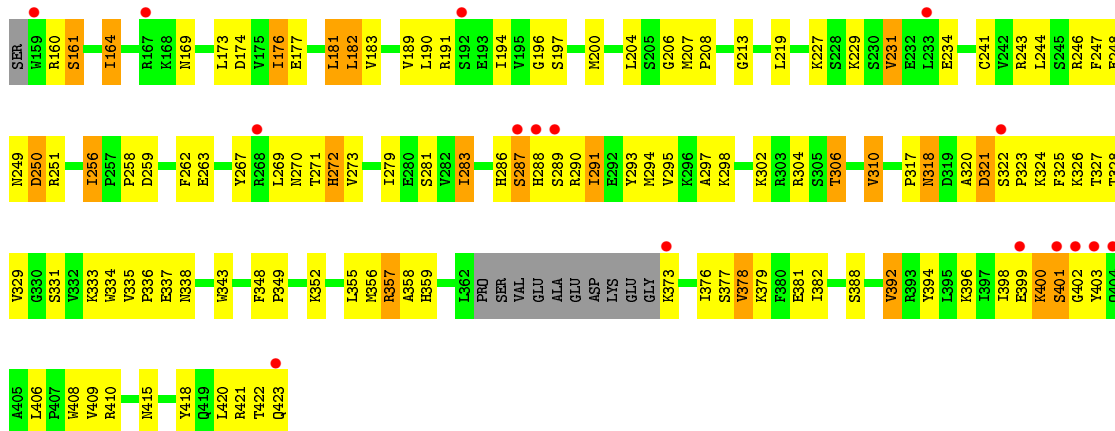 SER W159 R160 S161 I164 R167 K168 N169 L173 D174 V175 I176 E177 L181 L182 V183 V189 L190 R191 S192 E193 I194 V195 G196 S197 M200 L204 S205 G206 M207 P208 G213 L219 K227 S228 K229 S230 V231 E232 L233 E234 C241 V242 R243 L244 S245 R246 F247
N249 D250 R251 I256 P257 P258 D259 F262 E263 Y267 R268 L269 N270 T271 H272 V273 I279 E280 S281 V282 I283 H286 S287 H288 S289 R290 I291 E292 Y293 M294 V295 K296 A297 K298 K302 R303 R304 S305 T306 V310 P317 N318 D319 A320 D321 S322 P323 K324 F325 K326 T327
V329 G330 S331 V332 K333 W334 V335 P336 E337 N338 W343 F348 P349 K352 L355 M356 R357 A358 H359 L362 PRO SER VAL GLU ALA GLU ASP LYS GLU GLY K373 I376 S377 V378 K379 F380 E381 I382 S388 V392 R393 Y394 L395 K396 I397 I398 E399 K400 S401 G402 Y403
A405 L406 P407 W408 V409 R410 N415 Y418 Q419 L420 R421 T422 Q423